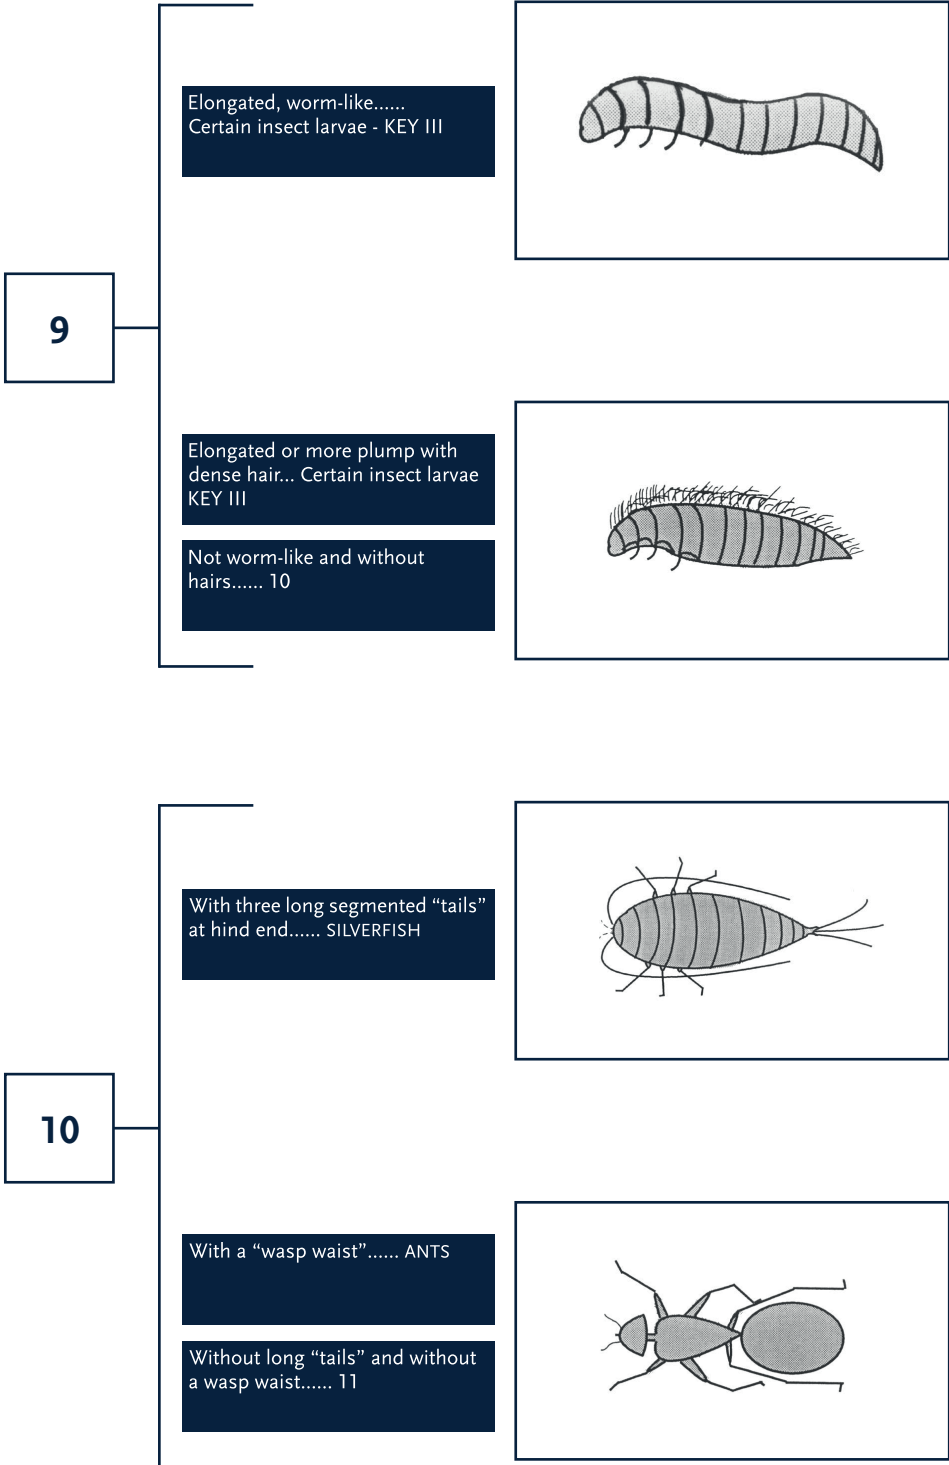 Elongated, worm-like......
Certain insect larvae - KEY III
9
Elongated or more plump with
dense hair... Certain insect larvae
KEY III
Not worm-like and without
hairs...... 10
With three long segmented “tails”
at hind end...... SILVERFISH
10
With a “wasp waist”...... ANTS
Without long “tails” and without
a wasp waist...... 11